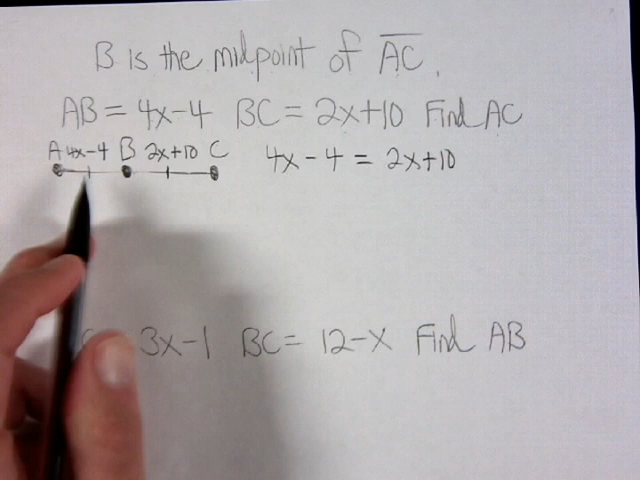 B is the midpoint of AC.
AB = 4x-4 BC = 2x+10 Find AC
A 4x-4 B 2x+10 C 4x-4 = 2x+10
3x-1 BC = 12-x Find AB